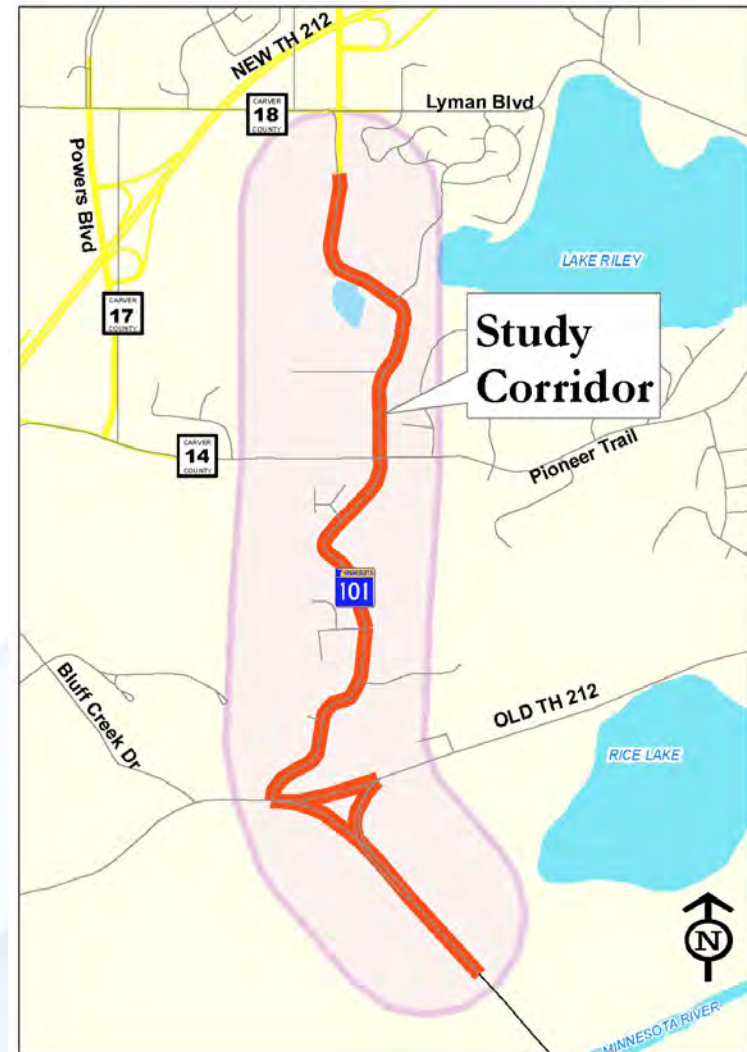 NEW TH 212
CARVER
18
COUNTY
Lyman Blvd
Powers Blvd
LAKE RILEY
CARVER
17
COUNTY
Study
Corridor
CARVER
14
COUNTY
Pioneer Trail
MINNESOTA
101
Bluff Creek Dr
OLD TH 212
RICE LAKE
N
MINNESOTA RIVER